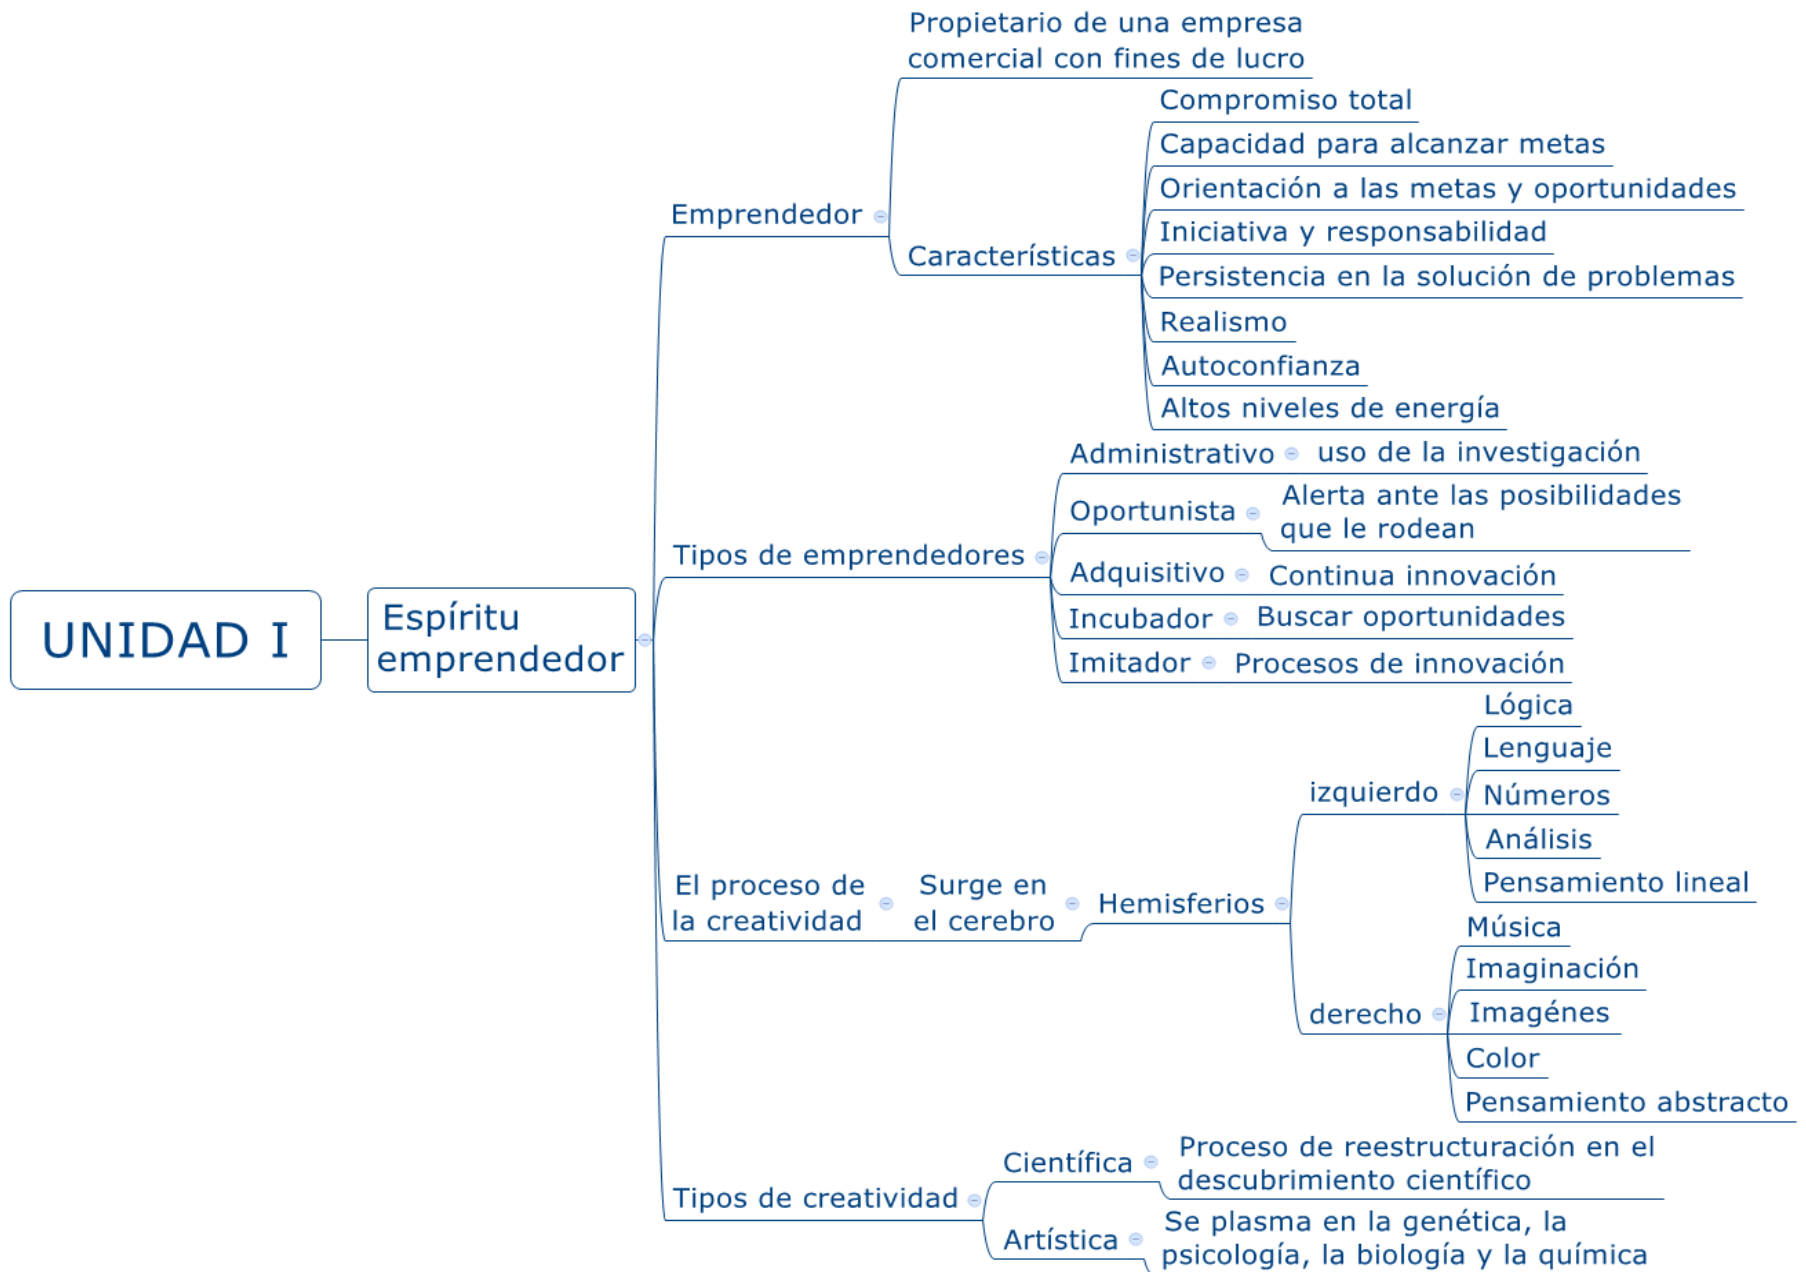 UNIDAD I
Espíritu
emprendedor
Emprendedor
Propietario de una empresa
comercial con fines de lucro
Características
Compromiso total
Capacidad para alcanzar metas
Orientación a las metas y oportunidades
Iniciativa y responsabilidad
Persistencia en la solución de problemas
Realismo
Autoconfianza
Altos niveles de energía
Tipos de emprendedores
Administrativo
uso de la investigación
Oportunista
Alerta ante las posibilidades
que le rodean
Adquisitivo
Continua innovación
Incubador
Buscar oportunidades
Imitador
Procesos de innovación
El proceso de
la creatividad
Surge en
el cerebro
Hemisferios
izquierdo
Lógica
Lenguaje
Números
Análisis
Pensamiento lineal
derecho
Música
Imaginación
Imagénes
Color
Pensamiento abstracto
Tipos de creatividad
Científica
Proceso de reestructuración en el
descubrimiento científico
Artística
Se plasma en la genética, la
psicología, la biología y la química